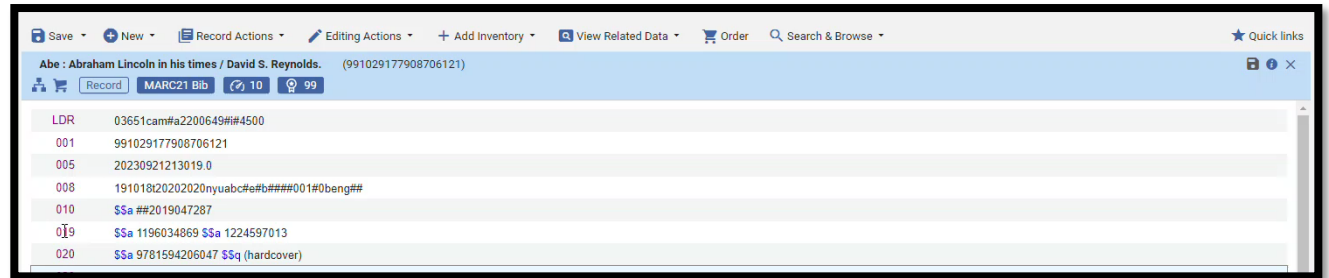 Save New Record Actions Editing Actions Add Inventory View Related Data Order Search & Browse Quick links
Abe : Abraham Lincoln in his times / David S. Reynolds. (991029177908706121)
Record MARC21 Bib 10 99
LDR 03651cam#a2200649#i#4500
001 991029177908706121
005 20230921213019.0
008 191018t20202020nyuabc#e#b####001#0beng##
010 $$a ##2019047287
019 $$a 1196034869 $$a 1224597013
020 $$a 9781594206047 $$q (hardcover)